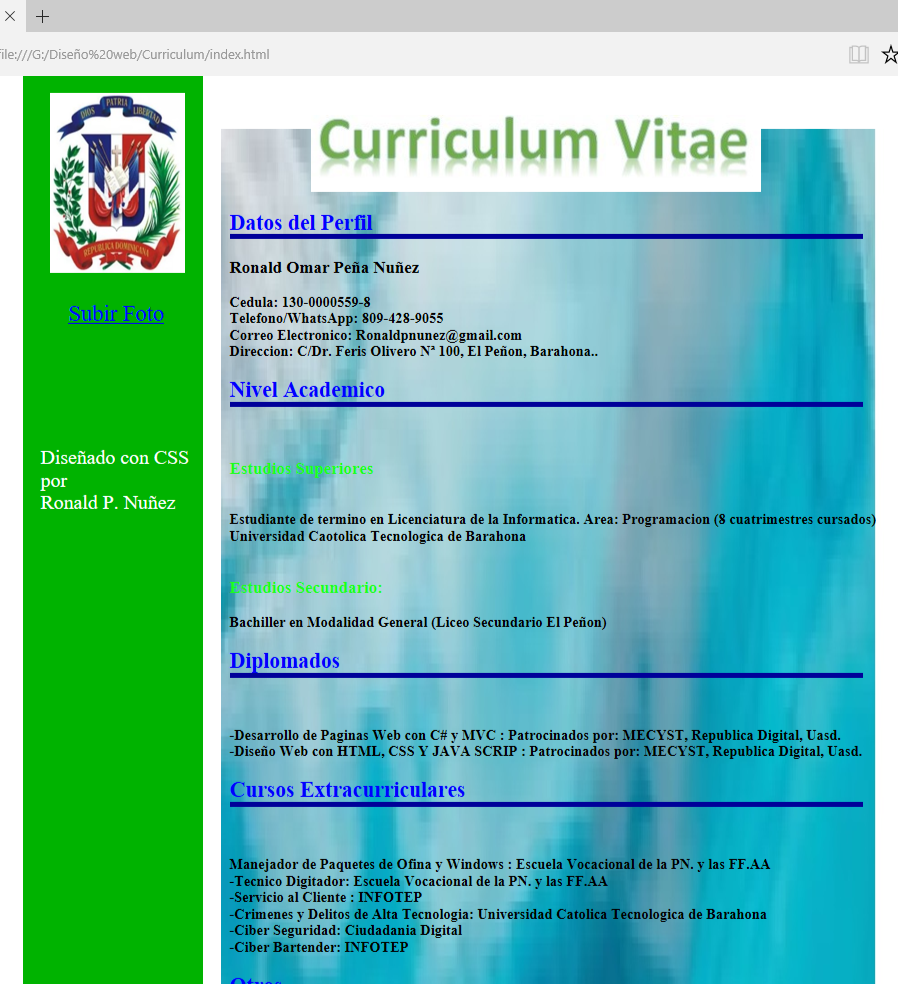 file:///G:/Diseño%20web/Curriculum/index.html
DIOS PATRIA LIBERTAD
REPUBLICA DOMINICANA
Subir Foto
Diseñado con CSS
por
Ronald P. Nuñez
Curriculum Vitae
Datos del Perfil
Ronald Omar Peña Nuñez
Cedula: 130-0000559-8
Telefono/WhatsApp: 809-428-9055
Correo Electronico: Ronaldpnunez@gmail.com
Direccion: C/Dr. Feris Olivero Nª 100, El Peñon, Barahona..
Nivel Academico
Estudios Superiores
Estudiante de termino en Licenciatura de la Informatica. Area: Programacion (8 cuatrimestres cursados)
Universidad Caotolica Tecnologica de Barahona
Estudios Secundario:
Bachiller en Modalidad General (Liceo Secundario El Peñon)
Diplomados
-Desarrollo de Paginas Web con C# y MVC : Patrocinados por: MECYST, Republica Digital, Uasd.
-Diseño Web con HTML, CSS Y JAVA SCRIP : Patrocinados por: MECYST, Republica Digital, Uasd.
Cursos Extracurriculares
Manejador de Paquetes de Ofina y Windows : Escuela Vocacional de la PN. y las FF.AA
-Tecnico Digitador: Escuela Vocacional de la PN. y las FF.AA
-Servicio al Cliente : INFOTEP
-Crimenes y Delitos de Alta Tecnologia: Universidad Catolica Tecnologica de Barahona
-Ciber Seguridad: Ciudadania Digital
-Ciber Bartender: INFOTEP
Otros